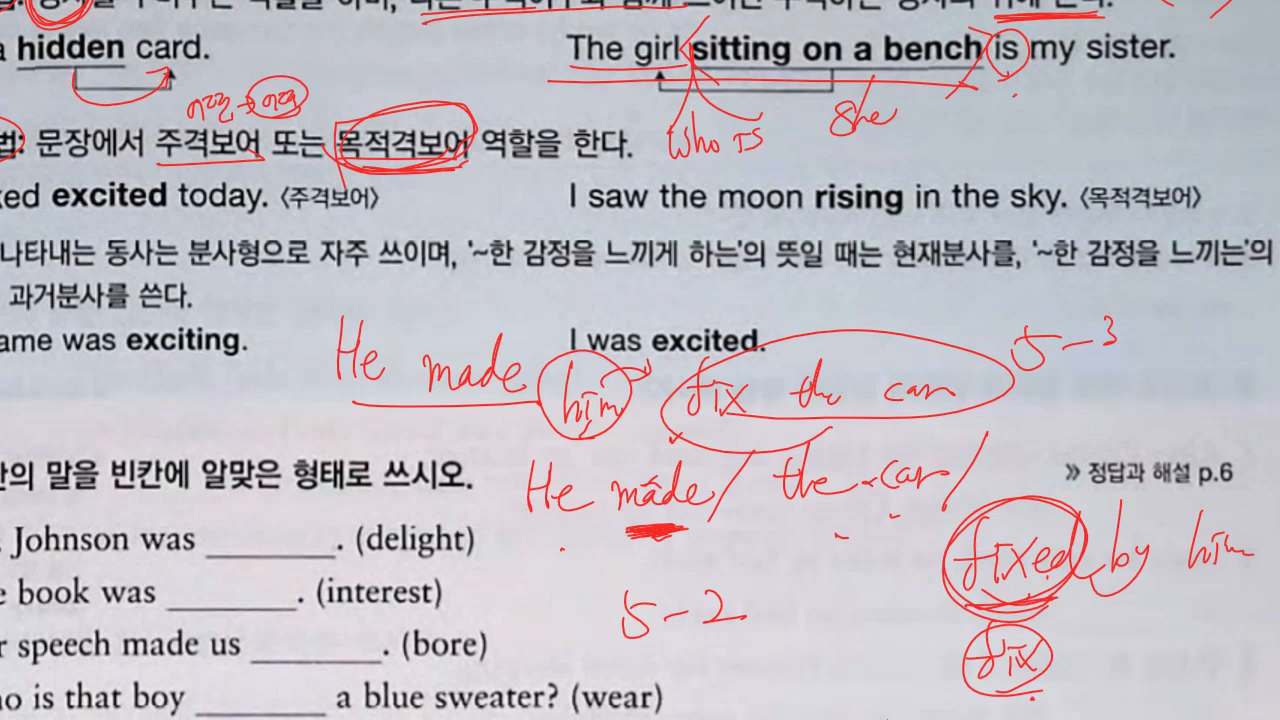 a hidden card.
The girl sitting on a bench is my sister.
who is
she
법: 문장에서 주격보어 또는 목적격보어 역할을 한다.
ked excited today. 〈주격보어〉
I saw the moon rising in the sky. 〈목적격보어〉
나타내는 동사는 분사형으로 자주 쓰이며, '~한 감정을 느끼게 하는'의 뜻일 때는 현재분사를, '~한 감정을 느끼는'의
과거분사를 쓴다.
ame was exciting.
I was excited.
5-3
He made him fix the car
의 말을 빈칸에 알맞은 형태로 쓰시오.
» 정답과 해설 p.6
He made / the car /
fixed by him
Johnson was ________. (delight)
e book was ________. (interest)
5-2
r speech made us ________. (bore)
fix
o is that boy ________ a blue sweater? (wear)